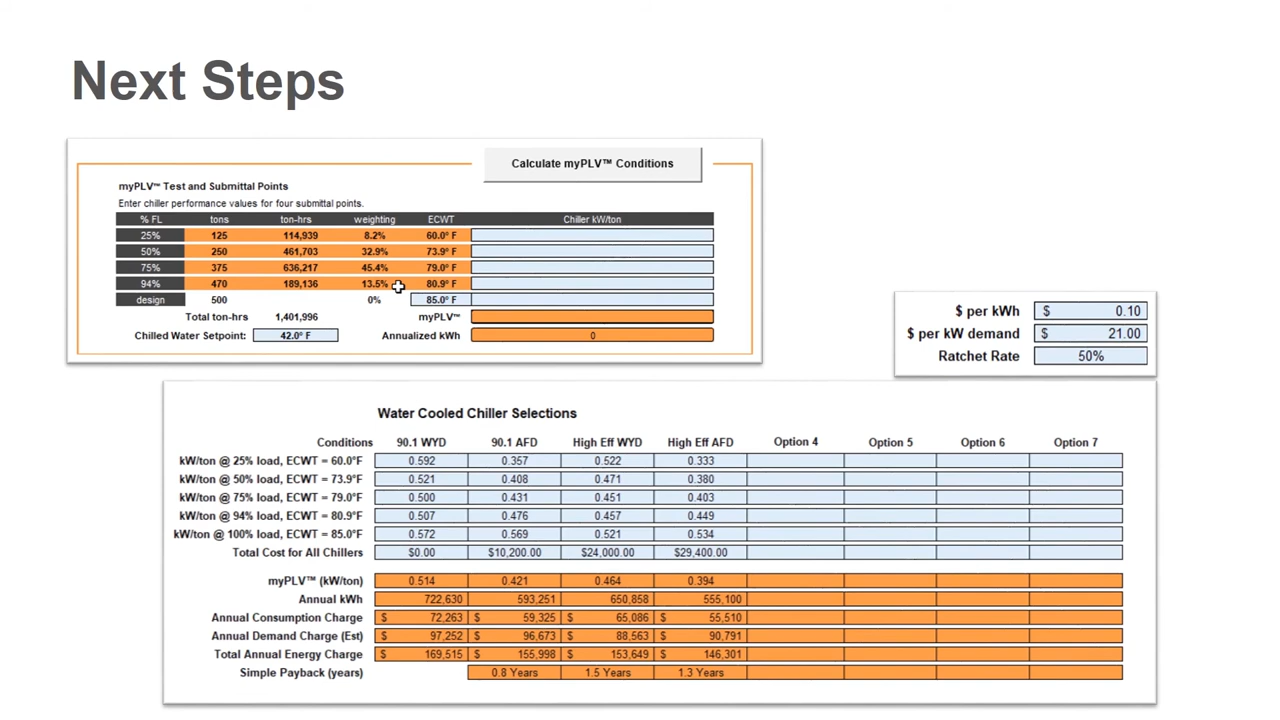 Next Steps
Calculate myPLV™ Conditions
myPLV™ Test and Submittal Points
Enter chiller performance values for four submittal points.
% FL tons ton-hrs weighting ECWT Chiller kW/ton
25% 125 114,939 8.2% 60.0° F
50% 250 461,703 32.9% 73.9° F
75% 375 636,217 45.4% 79.0° F
94% 470 189,136 13.5% 80.9° F
design 500 0% 85.0° F
Total ton-hrs 1,401,996 myPLV™
Chilled Water Setpoint: 42.0° F Annualized kWh 0
$ per kWh $ 0.10
$ per kW demand $ 21.00
Ratchet Rate 50%
Water Cooled Chiller Selections
Conditions 90.1 WYD 90.1 AFD High Eff WYD High Eff AFD Option 4 Option 5 Option 6 Option 7
kW/ton @ 25% load, ECWT = 60.0°F 0.592 0.357 0.522 0.333
kW/ton @ 50% load, ECWT = 73.9°F 0.521 0.408 0.471 0.380
kW/ton @ 75% load, ECWT = 79.0°F 0.500 0.431 0.451 0.403
kW/ton @ 94% load, ECWT = 80.9°F 0.507 0.476 0.457 0.449
kW/ton @ 100% load, ECWT = 85.0°F 0.572 0.569 0.521 0.534
Total Cost for All Chillers $0.00 $10,200.00 $24,000.00 $29,400.00
myPLV™ (kW/ton) 0.514 0.421 0.464 0.394
Annual kWh 722,630 593,251 650,858 555,100
Annual Consumption Charge $ 72,263 $ 59,325 $ 65,086 $ 55,510
Annual Demand Charge (Est) $ 97,252 $ 96,673 $ 88,563 $ 90,791
Total Annual Energy Charge $ 169,515 $ 155,998 $ 153,649 $ 146,301
Simple Payback (years) 0.8 Years 1.5 Years 1.3 Years